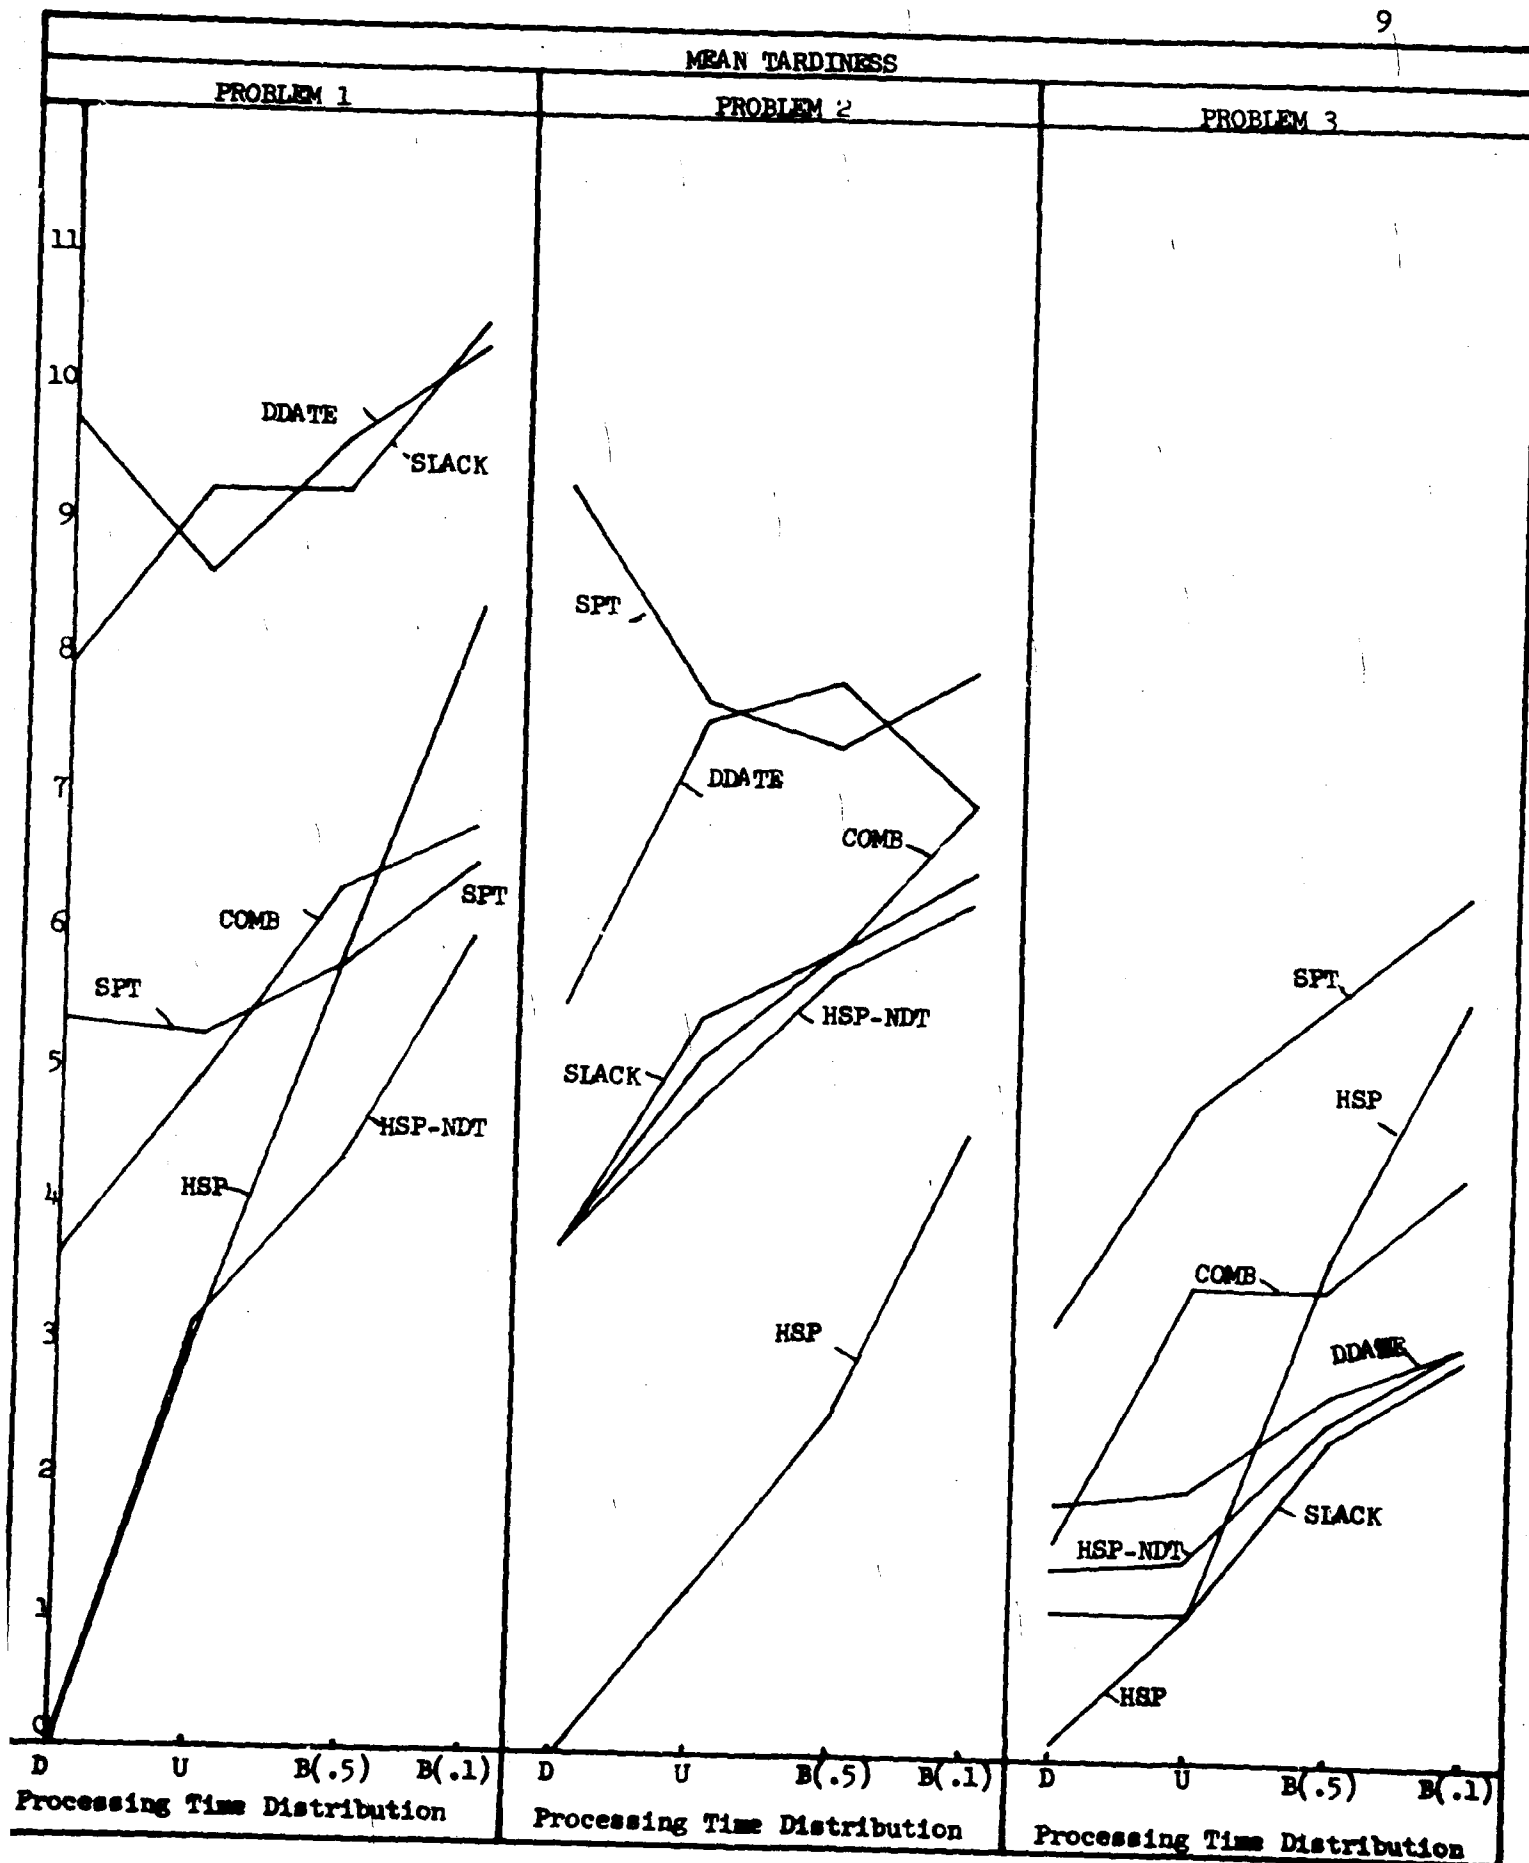 9
MEAN TARDINESS
PROBLEM 1
PROBLEM 2
PROBLEM 3
11
10
9
8
7
6
5
4
3
2
1
0
DDATE
SLACK
COMB
SPT
SPT
HSP-NDT
HSP
SPT
DDATE
COMB
HSP-NDT
SLACK
HSP
SPT
HSP
COMB
DDATE
SLACK
HSP-NDT
HSP
D U B(.5) B(.1)
Processing Time Distribution
D U B(.5) B(.1)
Processing Time Distribution
D U B(.5) B(.1)
Processing Time Distribution